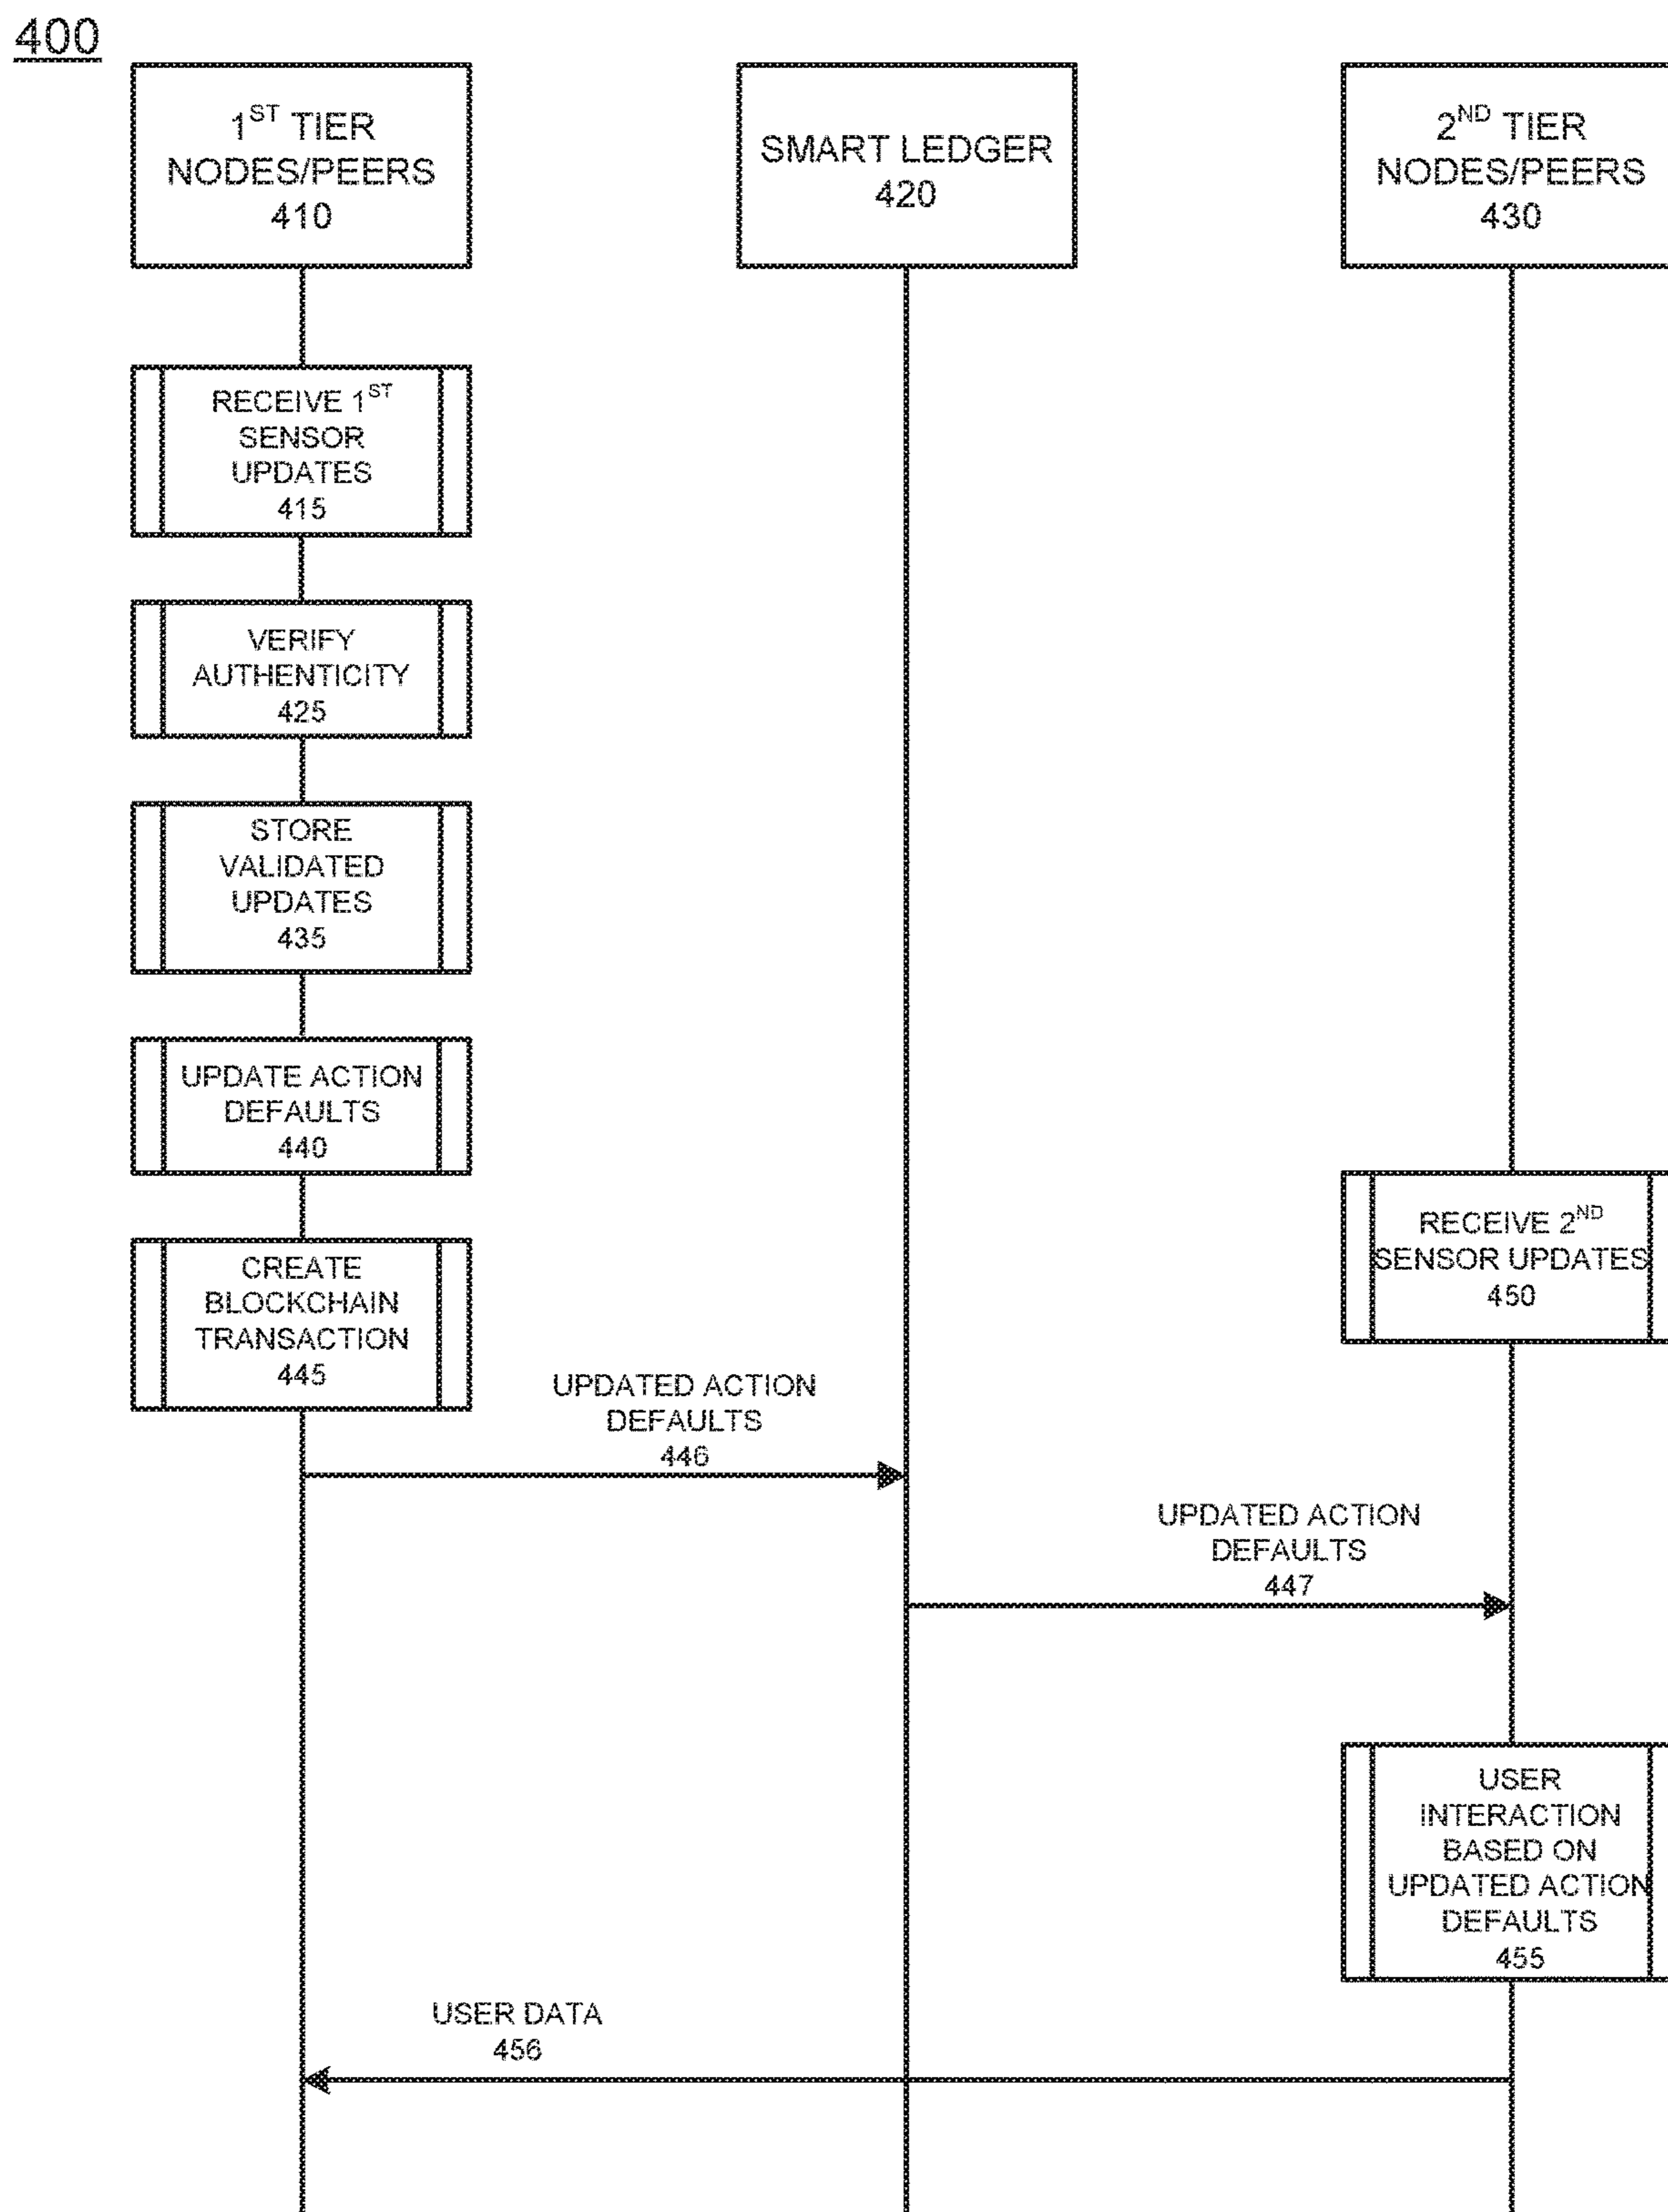 400
1ST TIER
NODES/PEERS
410
SMART LEDGER
420
2ND TIER
NODES/PEERS
430
RECEIVE 1ST
SENSOR
UPDATES
415
VERIFY
AUTHENTICITY
425
STORE
VALIDATED
UPDATES
435
UPDATE ACTION
DEFAULTS
440
CREATE
BLOCKCHAIN
TRANSACTION
445
RECEIVE 2ND
SENSOR UPDATES
450
UPDATED ACTION
DEFAULTS
446
UPDATED ACTION
DEFAULTS
447
USER
INTERACTION
BASED ON
UPDATED ACTION
DEFAULTS
455
USER DATA
456